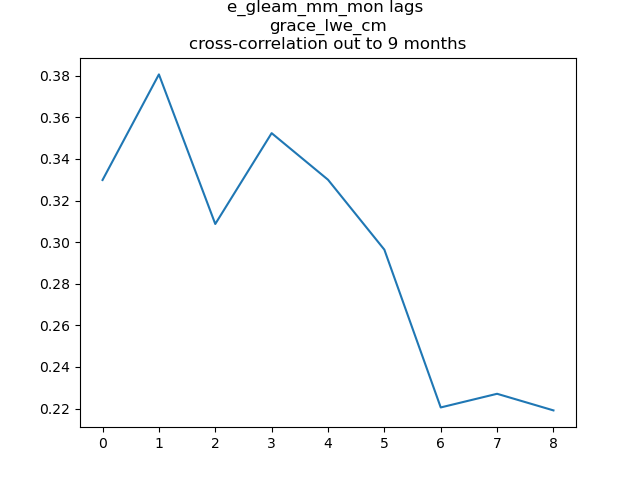 e_gleam_mm_mon lags
grace_lwe_cm
cross-correlation out to 9 months
0.38
0.36
0.34
0.32
0.30
0.28
0.26
0.24
0.22
0 1 2 3 4 5 6 7 8